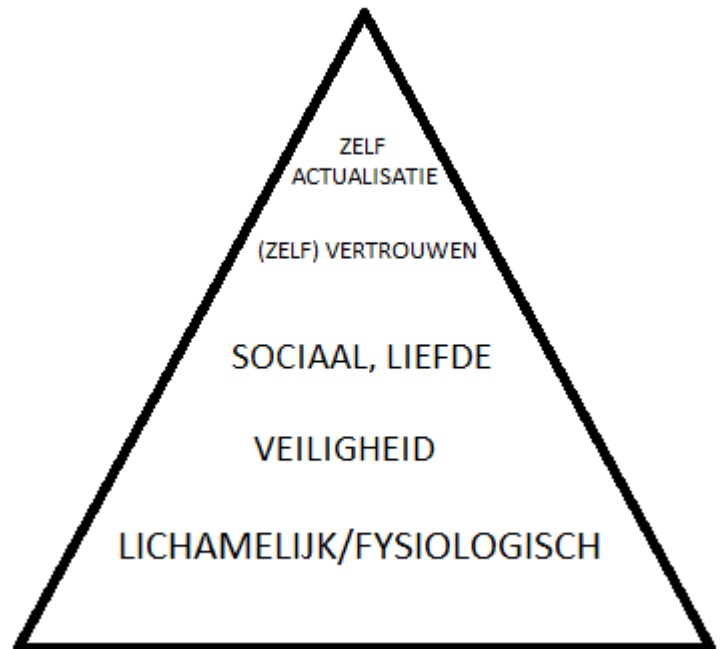 ZELF
ACTUALISATIE
(ZELF) VERTROUWEN
SOCIAAL, LIEFDE
VEILIGHEID
LICHAMELIJK/FYSIOLOGISCH